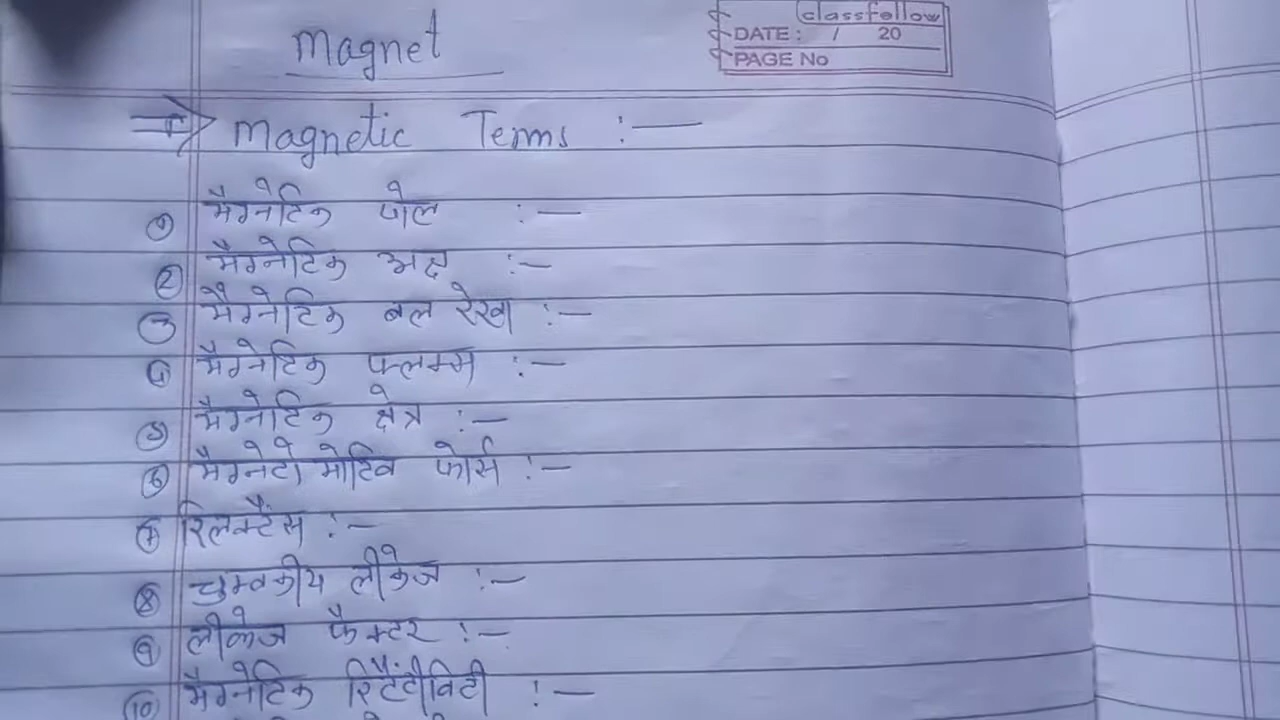 Magnet
classfellow
DATE : / 20
PAGE No
⇒ Magnetic Terms :—
① मैग्नेटिक पोल :—
② मैग्नेटिक अक्ष :—
③ मैग्नेटिक बल रेखा :—
④ मैग्नेटिक फ्लक्स :—
⑤ मैग्नेटिक क्षेत्र :—
⑥ मैग्नेटो मोटिव फोर्स :—
⑦ रिलक्टैंस :—
⑧ चुम्वकीय लीकेज :—
⑨ लीकेज फैक्टर :—
⑩ मैग्नेटिक रिटैंटीविटी :—